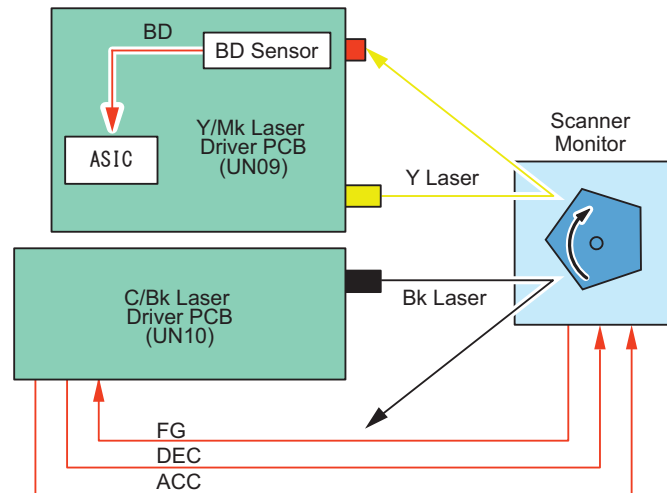 BD
BD Sensor
ASIC
Y/Mk Laser
Driver PCB
(UN09)
Scanner
Monitor
Y Laser
C/Bk Laser
Driver PCB
(UN10)
Bk Laser
FG
DEC
ACC